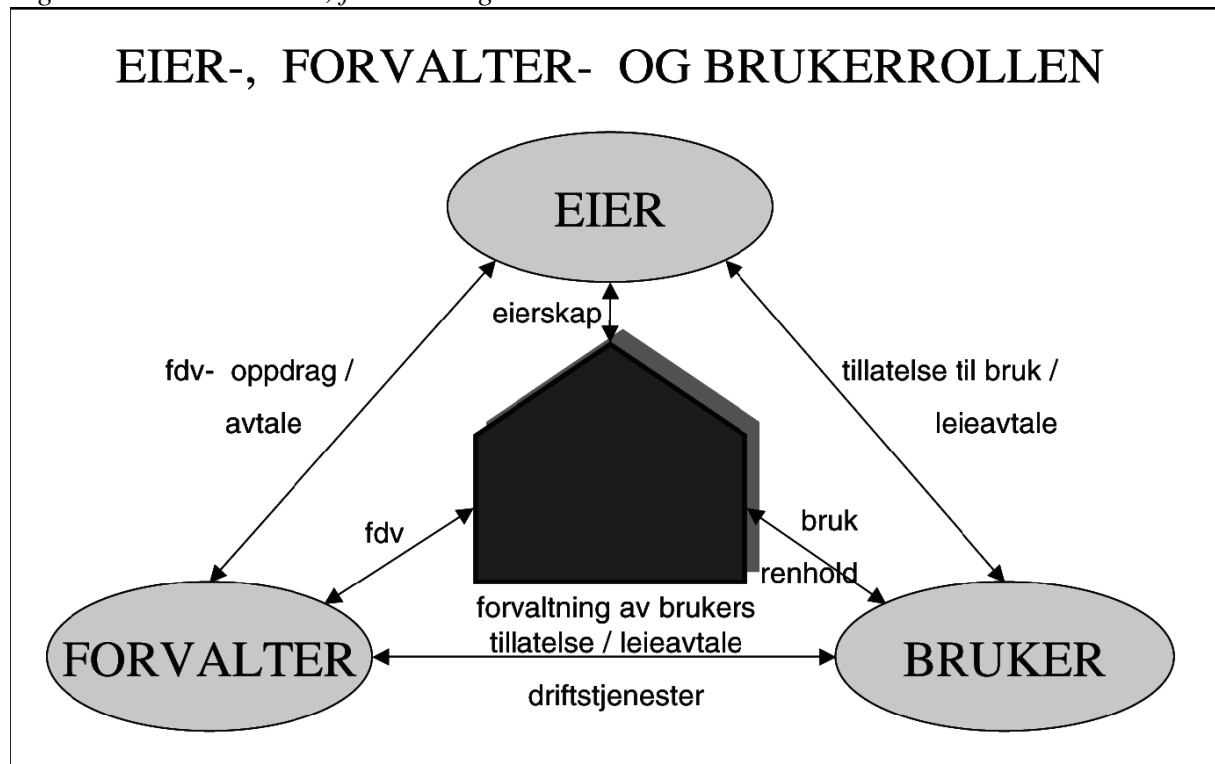 EIER-, FORVALTER- OG BRUKERROLLEN
EIER
eierskap
fdv- oppdrag /
avtale
tillatelse til bruk /
leieavtale
fdv
bruk
renhold
forvaltning av brukers
tillatelse / leieavtale
FORVALTER
BRUKER
driftstjenester